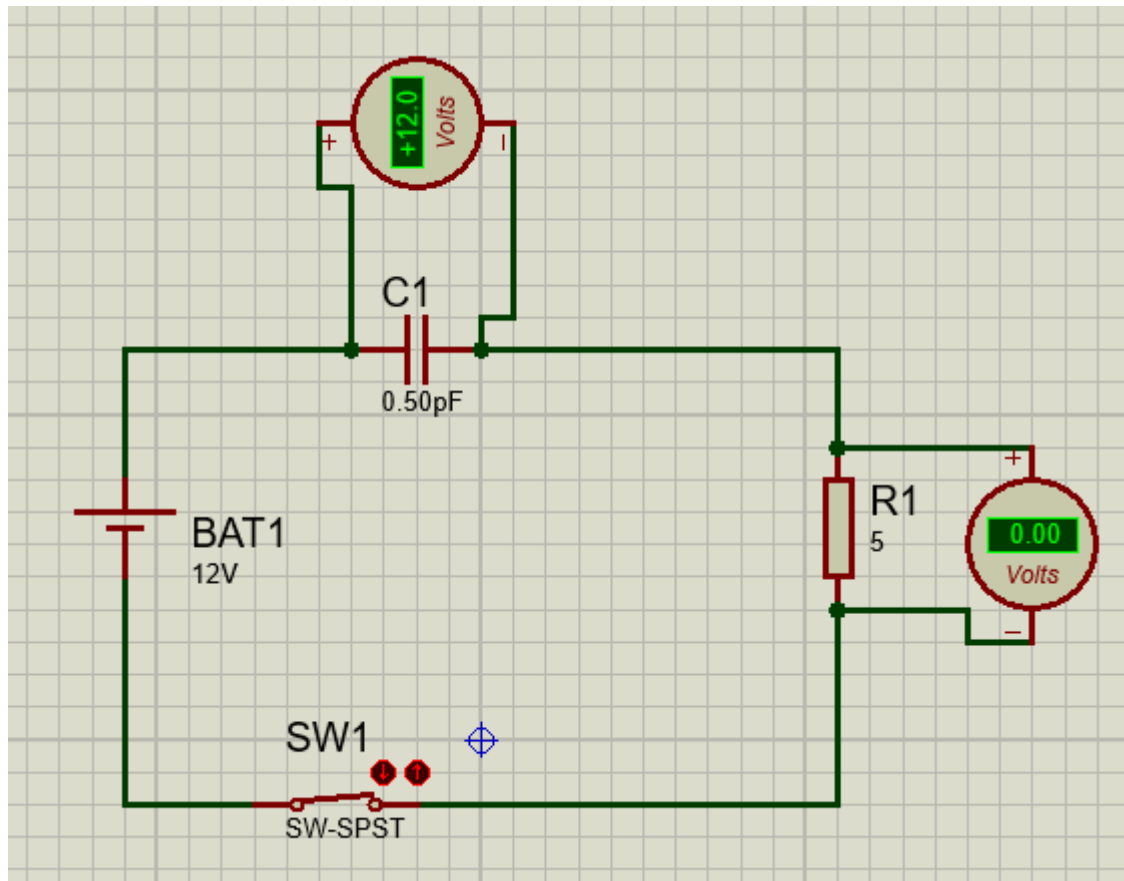 +12.0
Volts
+
−
C1
0.50pF
BAT1
12V
R1
5
+
0.00
Volts
−
SW1
↓ ↑
SW-SPST